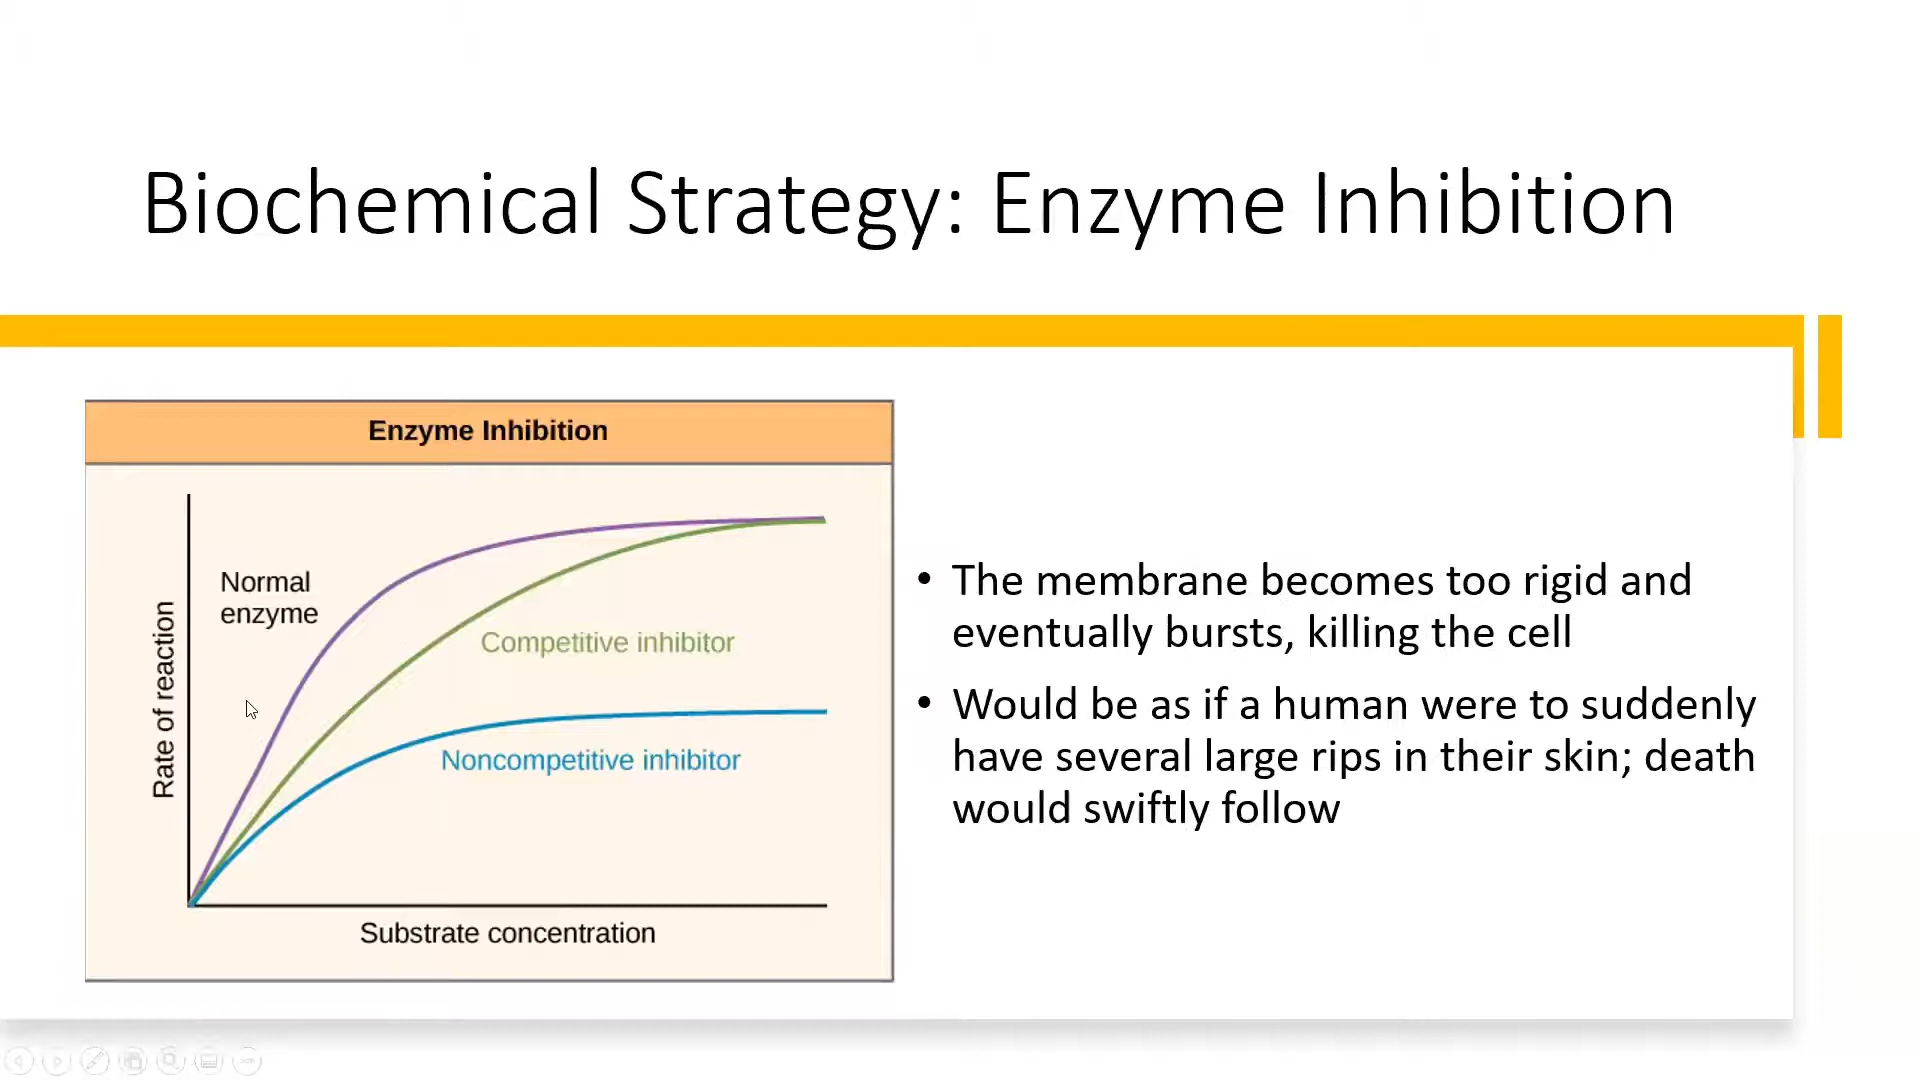 Biochemical Strategy: Enzyme Inhibition
Enzyme Inhibition
Normal
enzyme
Competitive inhibitor
Noncompetitive inhibitor
Rate of reaction
Substrate concentration
• The membrane becomes too rigid and
eventually bursts, killing the cell
• Would be as if a human were to suddenly
have several large rips in their skin; death
would swiftly follow